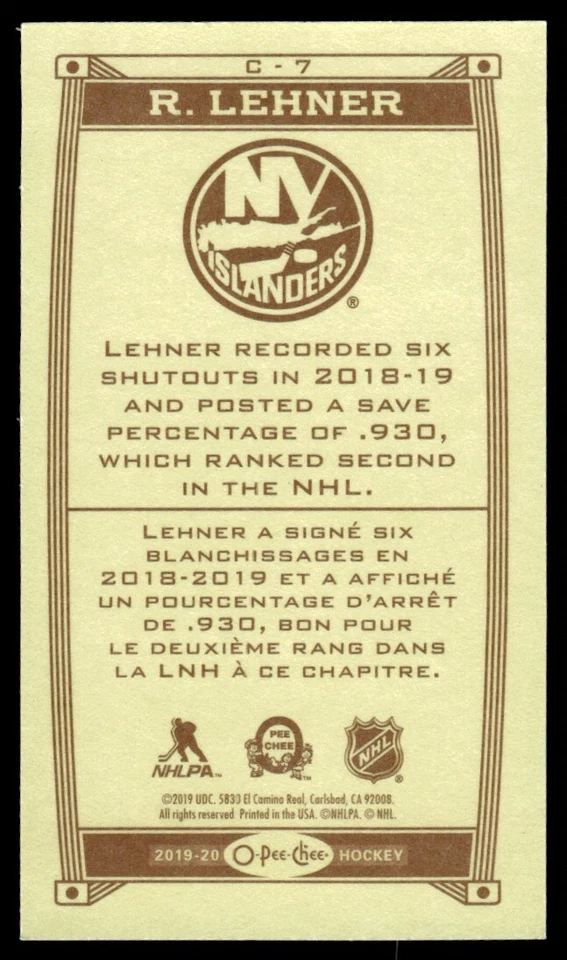 C - 7
R. LEHNER
NY
ISLANDERS
®
LEHNER RECORDED SIX
SHUTOUTS IN 2018-19
AND POSTED A SAVE
PERCENTAGE OF .930,
WHICH RANKED SECOND
IN THE NHL.
LEHNER A SIGNÉ SIX
BLANCHISSAGES EN
2018-2019 ET A AFFICHÉ
UN POURCENTAGE D'ARRÊT
DE .930, BON POUR
LE DEUXIÈME RANG DANS
LA LNH À CE CHAPITRE.
NHLPA™
O PEE CHEE™
NHL®
©2019 UDC. 5830 El Camino Real, Carlsbad, CA 92008.
All rights reserved. Printed in the USA. ©NHLPA. © NHL.
2019-20 O-Pee-Chee HOCKEY